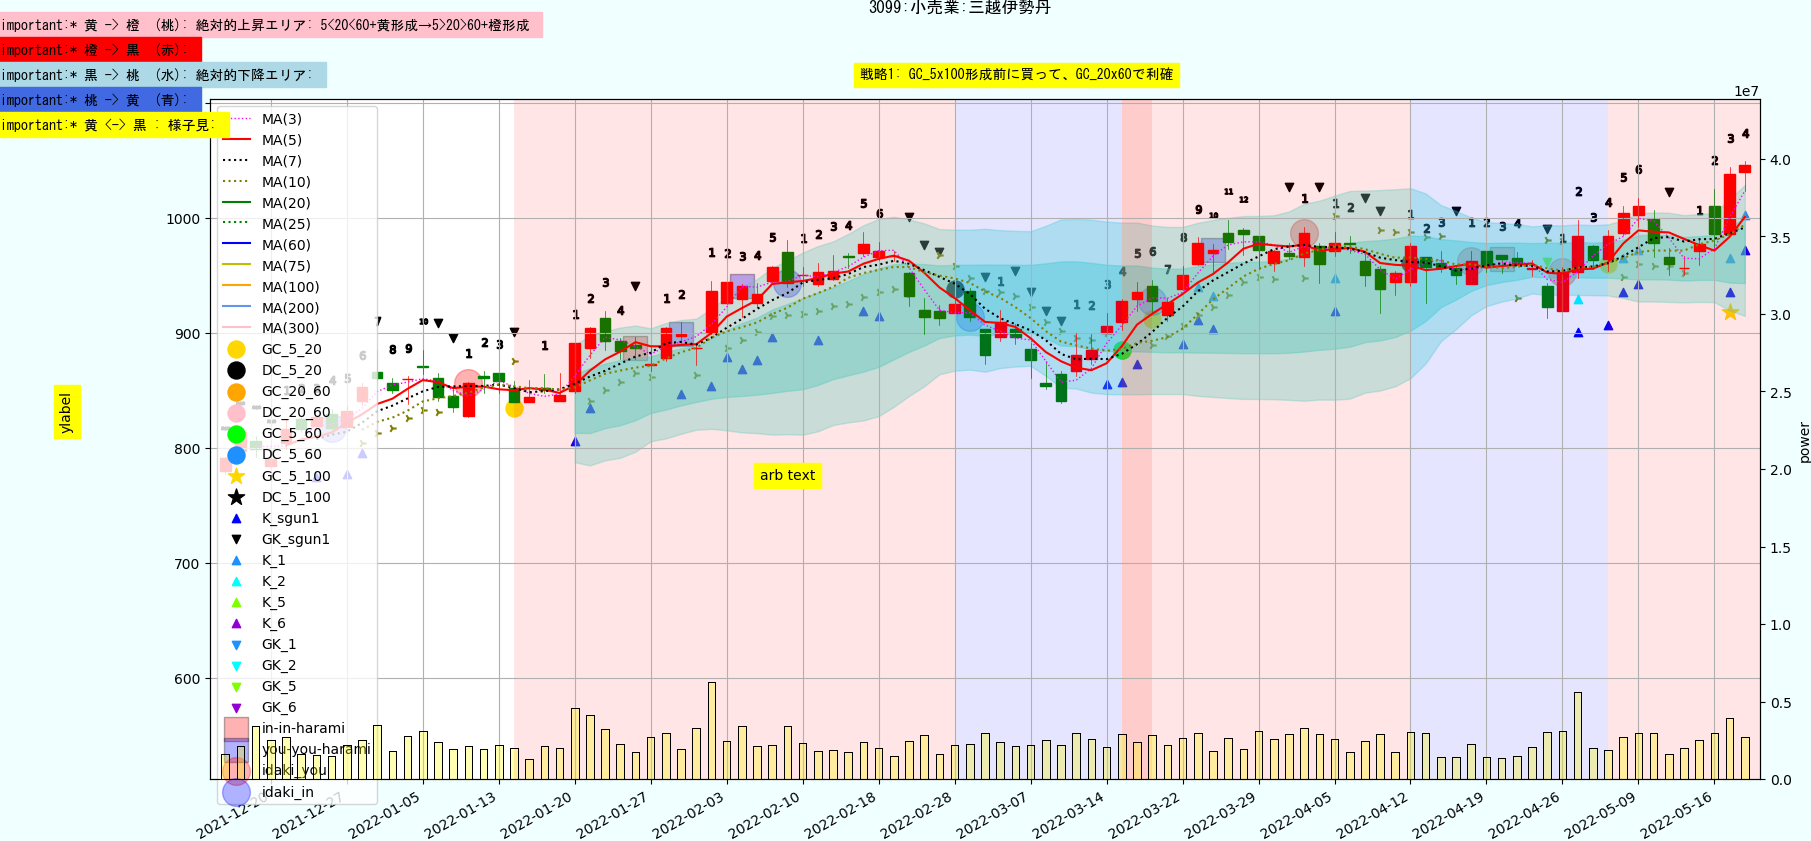 3099:小売業:三越伊勢丹
important:* 黄 -> 橙 (桃): 絶対的上昇エリア: 5<20<60+黄形成→5>20>60+橙形成
important:* 橙 -> 黒 (赤):
important:* 黒 -> 桃 (水): 絶対的下降エリア:
important:* 桃 -> 黄 (青):
important:* 黄 <-> 黒 : 様子見:
戦略1: GC_5x100形成前に買って、GC_20x60で利確
1e7
MA(3)
MA(5)
MA(7)
MA(10)
MA(20)
MA(25)
MA(60)
MA(75)
MA(100)
MA(200)
MA(300)
GC_5_20
DC_5_20
GC_20_60
DC_20_60
GC_5_60
DC_5_60
GC_5_100
DC_5_100
K_sgun1
GK_sgun1
K_1
K_2
K_5
K_6
GK_1
GK_2
GK_5
GK_6
in-in-harami
you-you-harami
idaki_you
idaki_in
1000
900
800
700
600
ylabel
arb text
4.0
3.5
3.0
2.5
2.0
1.5
1.0
0.5
0.0
power
2021-12-20
2021-12-27
2022-01-05
2022-01-13
2022-01-20
2022-01-27
2022-02-03
2022-02-10
2022-02-18
2022-02-28
2022-03-07
2022-03-14
2022-03-22
2022-03-29
2022-04-05
2022-04-12
2022-04-19
2022-04-26
2022-05-09
2022-05-16